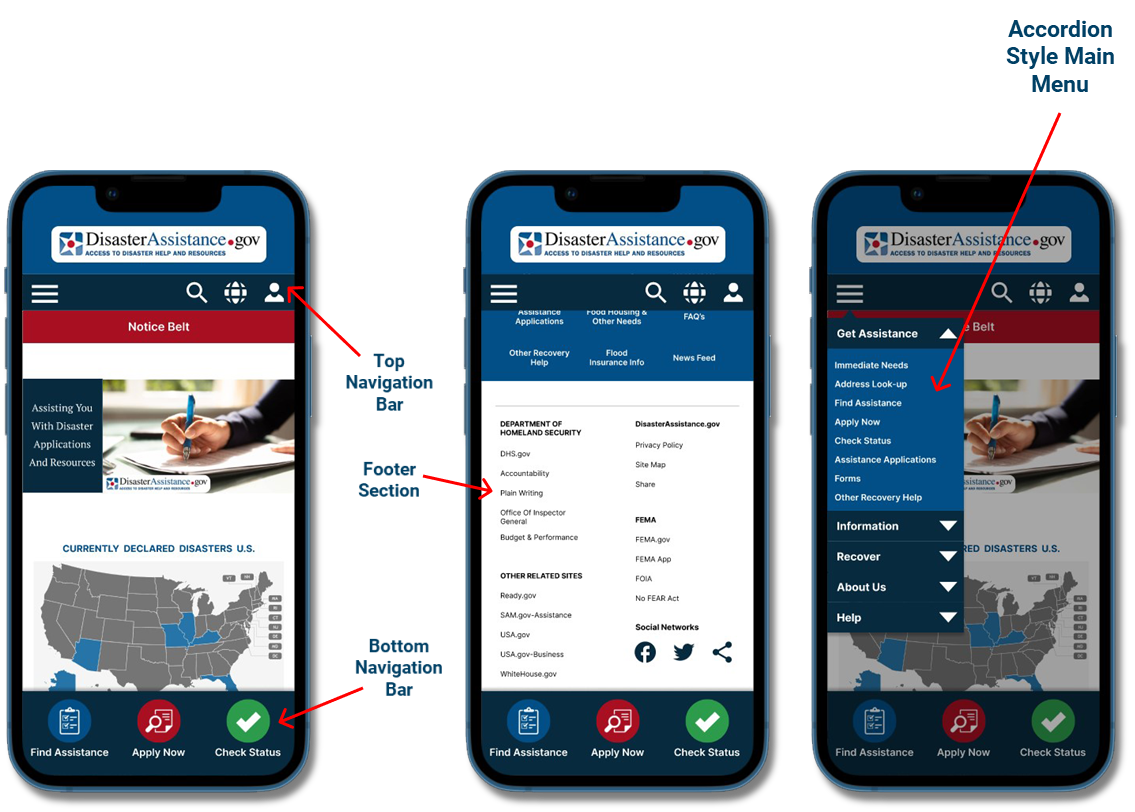 Accordion
Style Main
Menu
DisasterAssistance.gov
ACCESS TO DISASTER HELP AND RESOURCES
Notice Belt
Assisting You
With Disaster
Applications
And Resources
DisasterAssistance.gov
ACCESS TO DISASTER HELP AND RESOURCES
CURRENTLY DECLARED DISASTERS U.S.
VT
NH
MA
RI
CT
NJ
DE
MD
DC
Find Assistance
Apply Now
Check Status
Top
Navigation
Bar
Footer
Section
Bottom
Navigation
Bar
DisasterAssistance.gov
ACCESS TO DISASTER HELP AND RESOURCES
Assistance
Applications
Food Housing &
Other Needs
FAQ's
Other Recovery
Help
Flood
Insurance Info
News Feed
DEPARTMENT OF
HOMELAND SECURITY
DHS.gov
Accountability
Plain Writing
Office Of Inspector
General
Budget & Performance
OTHER RELATED SITES
Ready.gov
SAM.gov-Assistance
USA.gov
USA.gov-Business
WhiteHouse.gov
DisasterAssistance.gov
Privacy Policy
Site Map
Share
FEMA
FEMA.gov
FEMA App
FOIA
No FEAR Act
Social Networks
Find Assistance
Apply Now
Check Status
DisasterAssistance.gov
ACCESS TO DISASTER HELP AND RESOURCES
e Belt
Get Assistance
Immediate Needs
Address Look-up
Find Assistance
Apply Now
Check Status
Assistance Applications
Forms
Other Recovery Help
Information
Recover
About Us
Help
tance.gov
RED DISASTERS U.S.
Find Assistance
Apply Now
Check Status